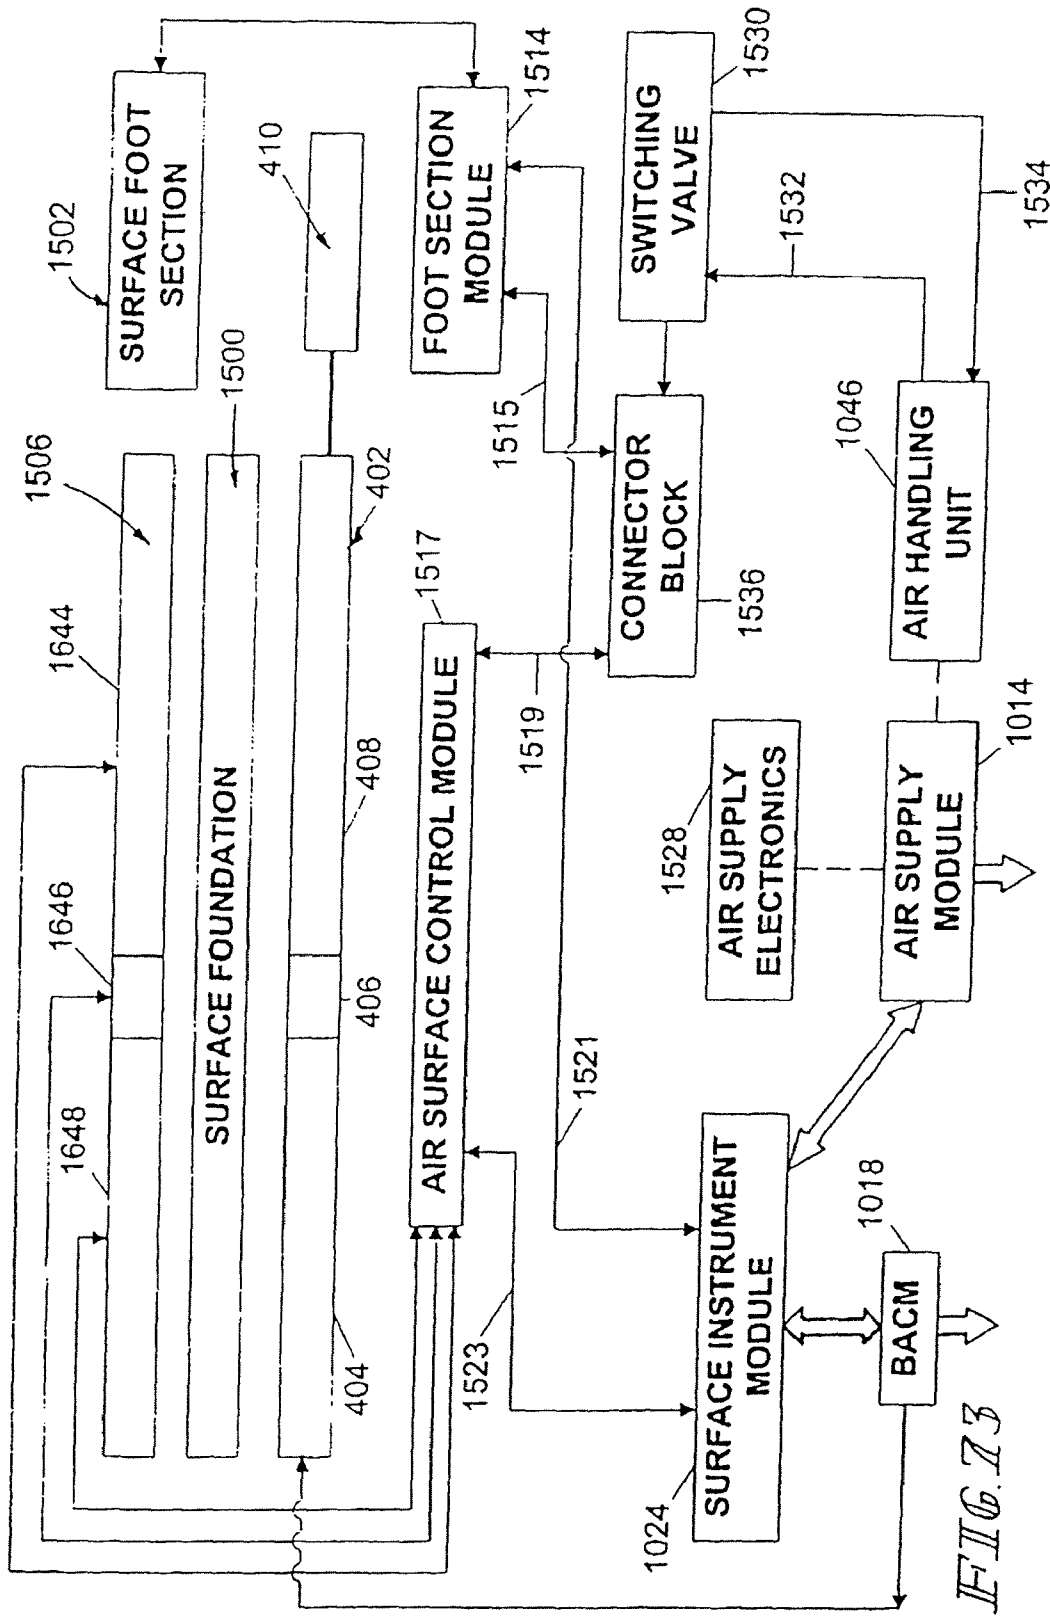 1648
1646
1644
1506
1502
SURFACE FOUNDATION
1500
SURFACE FOOT
SECTION
410
404
406
408
402
AIR SURFACE CONTROL MODULE
1517
FOOT SECTION
MODULE
1514
1523
1519
1515
1521
1024
SURFACE INSTRUMENT
MODULE
1528
AIR SUPPLY
ELECTRONICS
CONNECTOR
BLOCK
1536
SWITCHING
VALVE
1530
1532
1018
BACM
AIR SUPPLY
MODULE
1014
1046
AIR HANDLING
UNIT
1534
FIG. 23